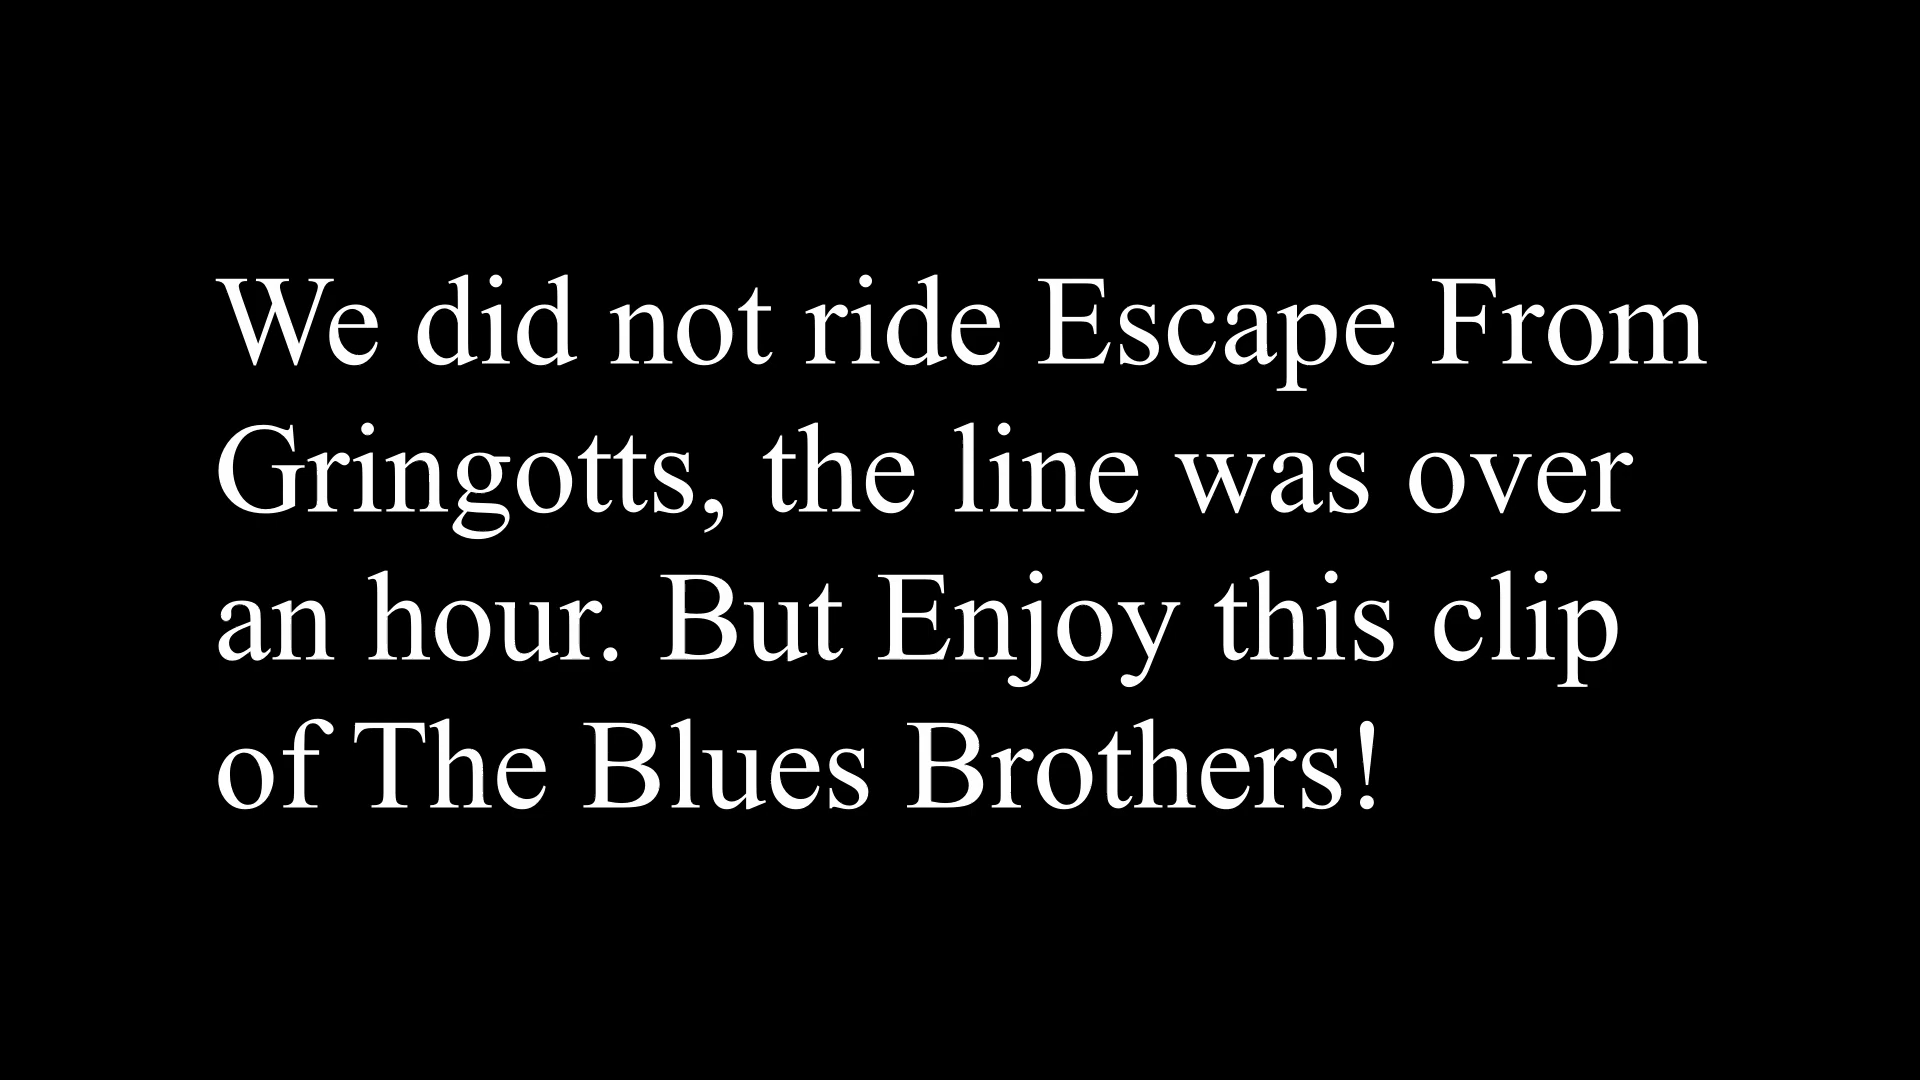 We did not ride Escape From
Gringotts, the line was over
an hour. But Enjoy this clip
of The Blues Brothers!